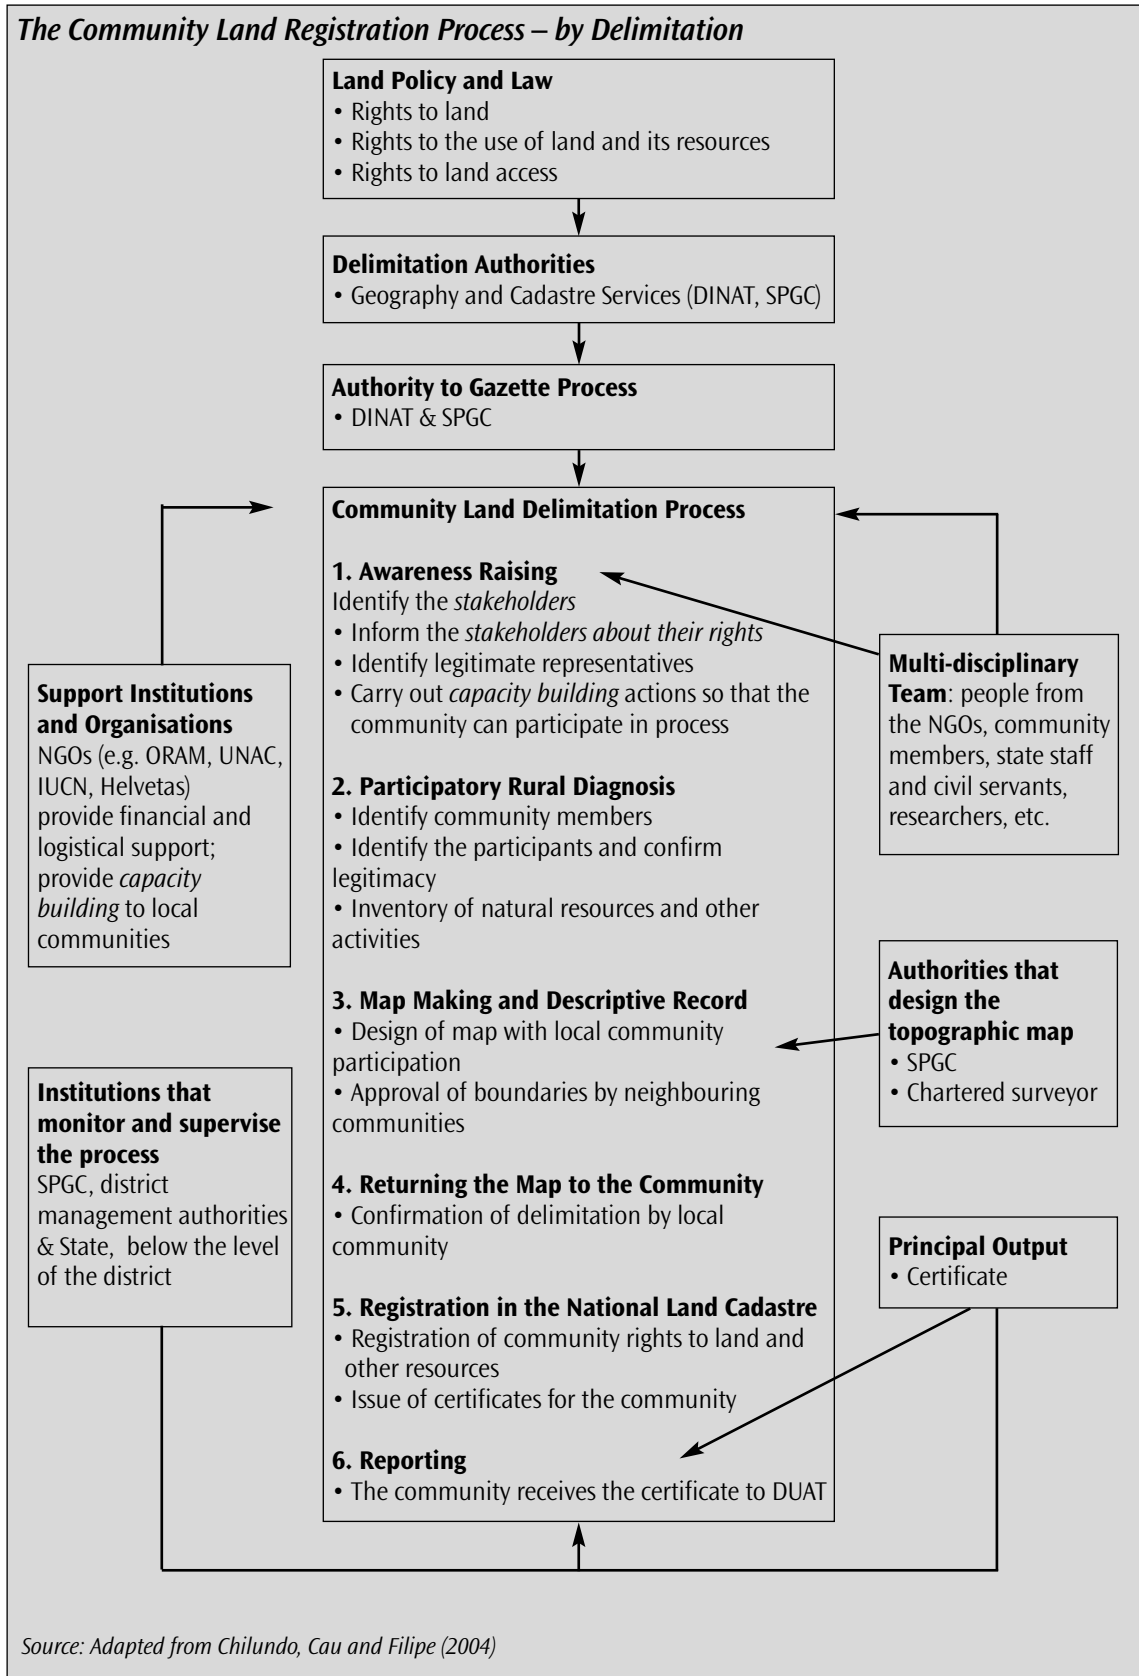 The Community Land Registration Process – by Delimitation
Land Policy and Law
• Rights to land
• Rights to the use of land and its resources
• Rights to land access
Delimitation Authorities
• Geography and Cadastre Services (DINAT, SPGC)
Authority to Gazette Process
• DINAT & SPGC
Community Land Delimitation Process
1. Awareness Raising
Identify the stakeholders
• Inform the stakeholders about their rights
• Identify legitimate representatives
• Carry out capacity building actions so that the
community can participate in process
2. Participatory Rural Diagnosis
• Identify community members
• Identify the participants and confirm
legitimacy
• Inventory of natural resources and other
activities
3. Map Making and Descriptive Record
• Design of map with local community
participation
• Approval of boundaries by neighbouring
communities
4. Returning the Map to the Community
• Confirmation of delimitation by local
community
5. Registration in the National Land Cadastre
• Registration of community rights to land and
other resources
• Issue of certificates for the community
6. Reporting
• The community receives the certificate to DUAT
Support Institutions
and Organisations
NGOs (e.g. ORAM, UNAC,
IUCN, Helvetas)
provide financial and
logistical support;
provide capacity
building to local
communities
Institutions that
monitor and supervise
the process
SPGC, district
management authorities
& State, below the level
of the district
Multi-disciplinary
Team: people from
the NGOs, community
members, state staff
and civil servants,
researchers, etc.
Authorities that
design the
topographic map
• SPGC
• Chartered surveyor
Principal Output
• Certificate
Source: Adapted from Chilundo, Cau and Filipe (2004)